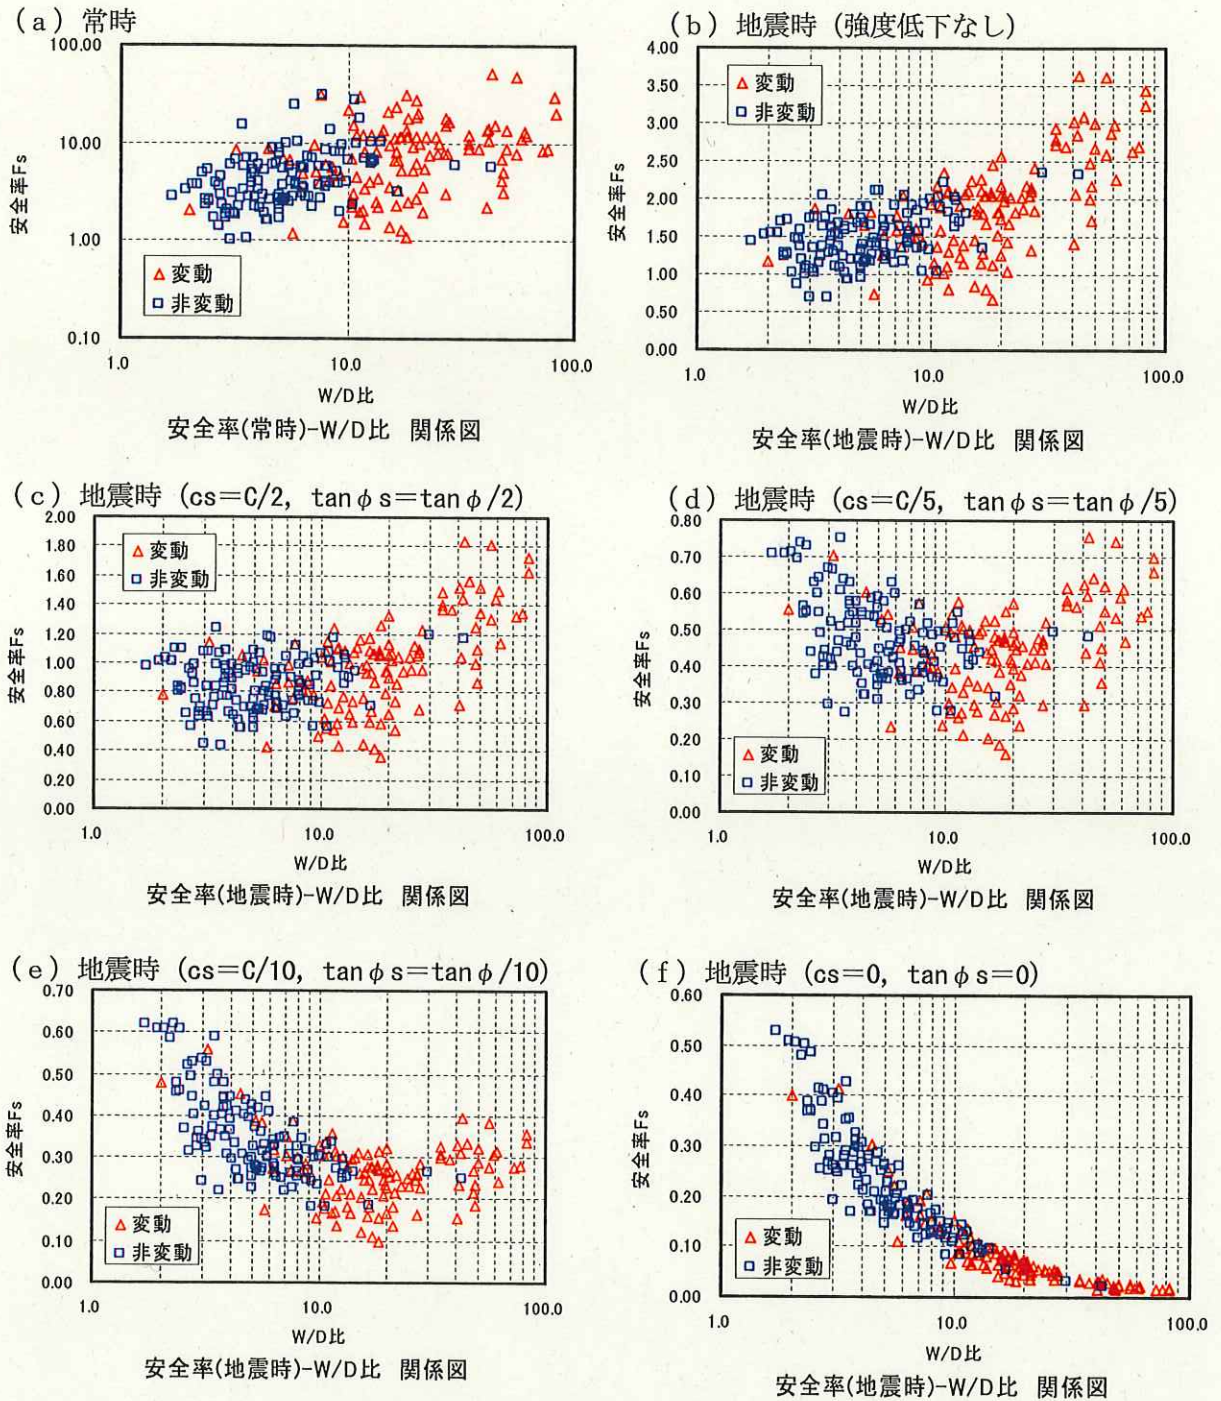 (a) 常時
100.00
10.00
1.00
0.10
安全率Fs
変動
非変動
1.0
10.0
100.0
W/D比
安全率(常時)-W/D比 関係図
(b) 地震時 (強度低下なし)
4.00
3.50
3.00
2.50
2.00
1.50
1.00
0.50
0.00
安全率Fs
変動
非変動
1.0
10.0
100.0
W/D比
安全率(地震時)-W/D比 関係図
(c) 地震時 (cs=C/2, tanφs=tanφ/2)
2.00
1.80
1.60
1.40
1.20
1.00
0.80
0.60
0.40
0.20
0.00
安全率Fs
変動
非変動
1.0
10.0
100.0
W/D比
安全率(地震時)-W/D比 関係図
(d) 地震時 (cs=C/5, tanφs=tanφ/5)
0.80
0.70
0.60
0.50
0.40
0.30
0.20
0.10
0.00
安全率Fs
変動
非変動
1.0
10.0
100.0
W/D比
安全率(地震時)-W/D比 関係図
(e) 地震時 (cs=C/10, tanφs=tanφ/10)
0.70
0.60
0.50
0.40
0.30
0.20
0.10
0.00
安全率Fs
変動
非変動
1.0
10.0
100.0
W/D比
安全率(地震時)-W/D比 関係図
(f) 地震時 (cs=0, tanφs=0)
0.60
0.50
0.40
0.30
0.20
0.10
0.00
安全率Fs
変動
非変動
1.0
10.0
100.0
W/D比
安全率(地震時)-W/D比 関係図